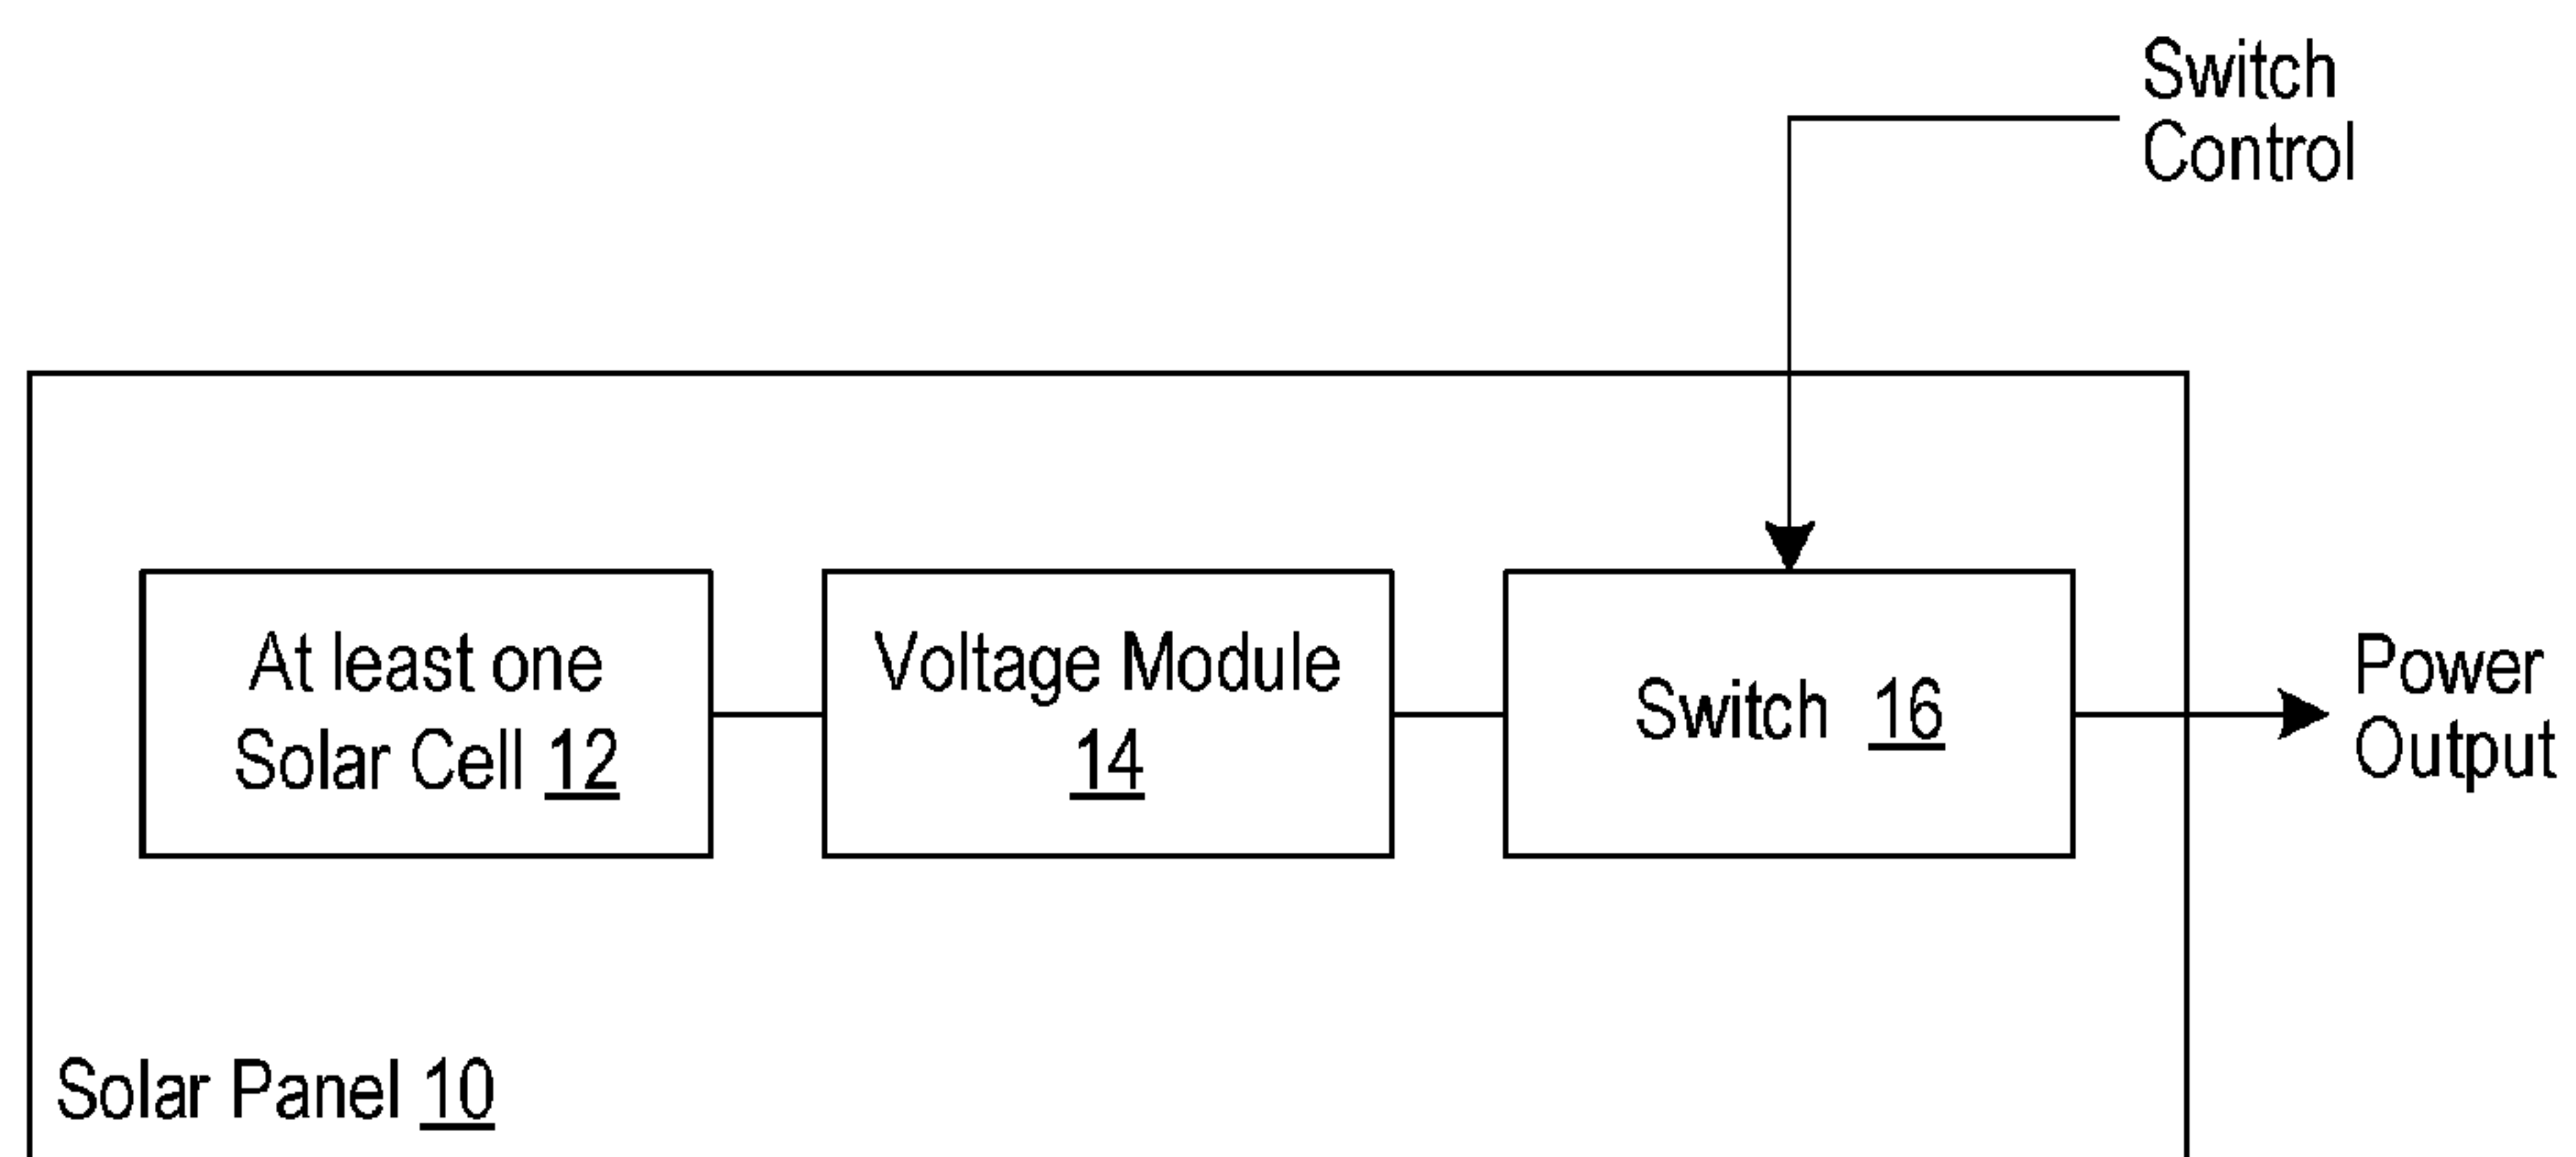 Switch
Control
At least one
Solar Cell 12
Voltage Module
14
Switch 16
Power
Output
Solar Panel 10